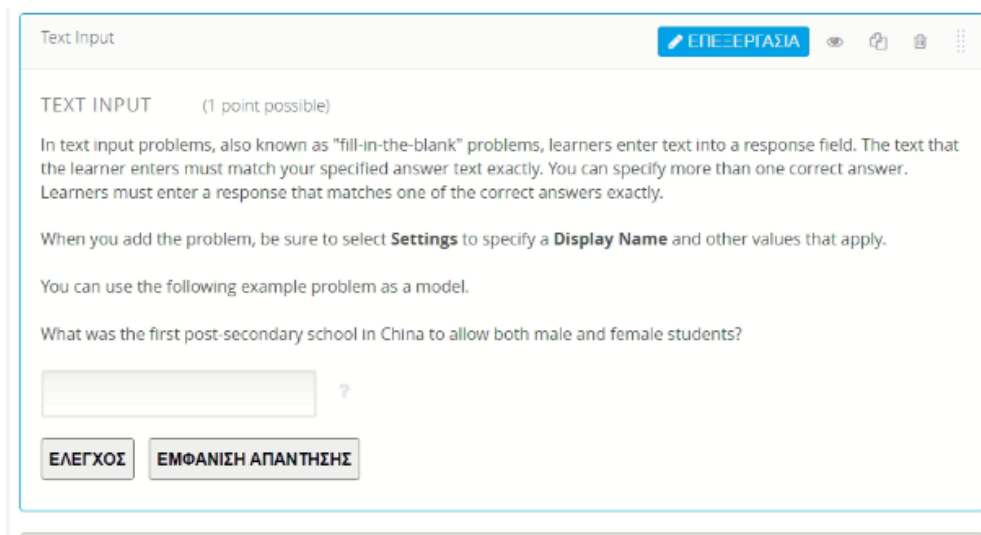 Text Input
ΕΠΕΞΕΡΓΑΣΙΑ
TEXT INPUT (1 point possible)
In text input problems, also known as "fill-in-the-blank" problems, learners enter text into a response field. The text that
the learner enters must match your specified answer text exactly. You can specify more than one correct answer.
Learners must enter a response that matches one of the correct answers exactly.
When you add the problem, be sure to select Settings to specify a Display Name and other values that apply.
You can use the following example problem as a model.
What was the first post-secondary school in China to allow both male and female students?
?
ΕΛΕΓΧΟΣ ΕΜΦΑΝΙΣΗ ΑΠΑΝΤΗΣΗΣ